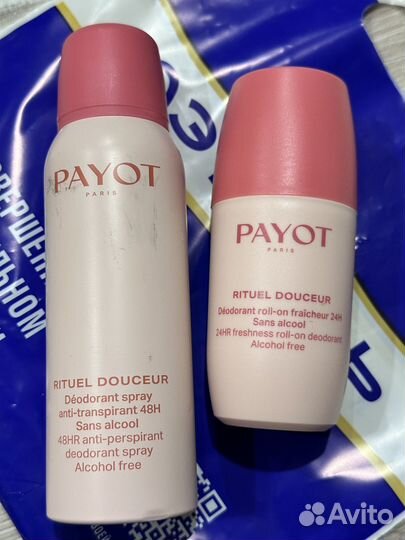 PAYOT
PARIS
RITUEL DOUCEUR
Déodorant spray
anti-transpirant 48H
Sans alcool
48HR anti-perspirant
deodorant spray
Alcohol free
PAYOT
PARIS
RITUEL DOUCEUR
Déodorant roll-on fraîcheur 24H
Sans alcool
24HR freshness roll-on deodorant
Alcohol free
Avito